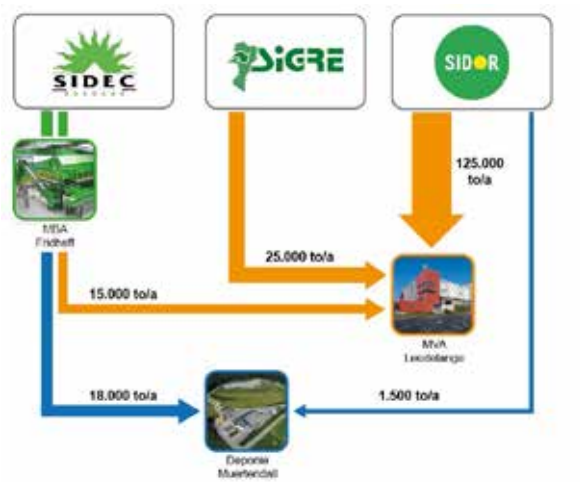 SIDEC
SIGRE
SIDOR
125.000
to/a
MBA
Fridhaff
25.000 to/a
15.000 to/a
MVA
Leudelange
18.000 to/a
1.500 to/a
Deponie
Muertendall